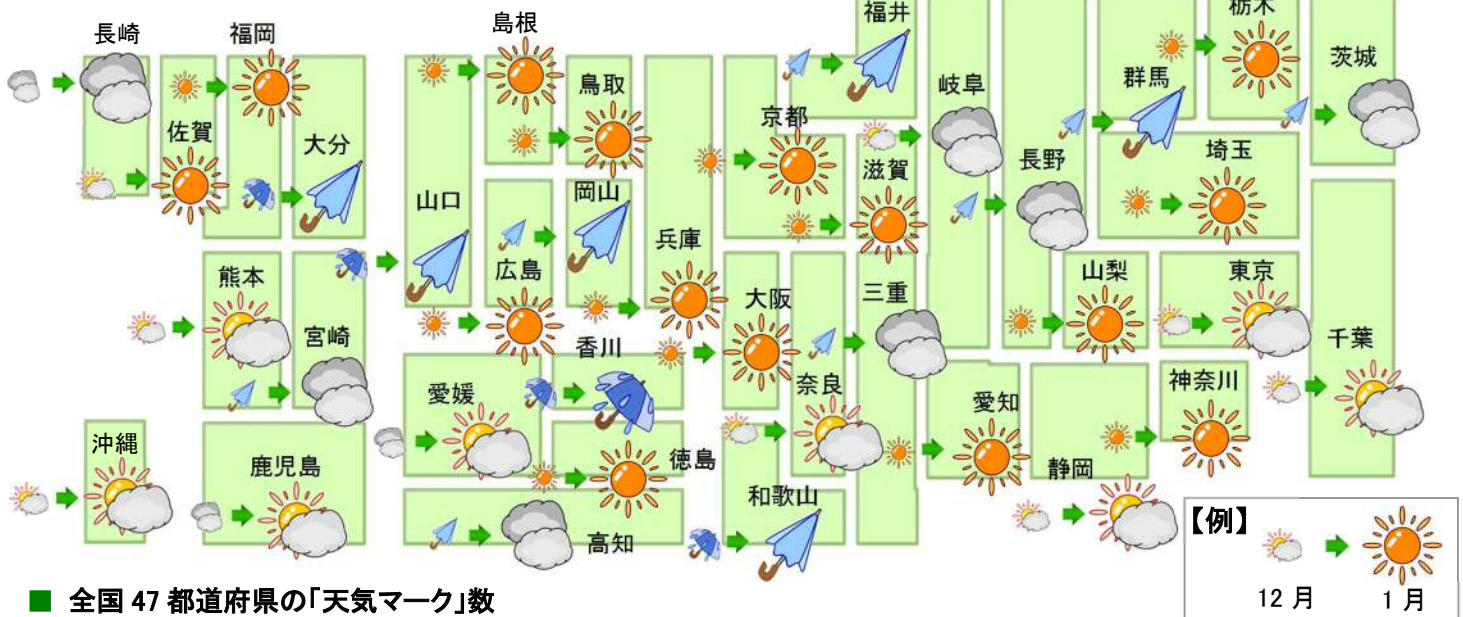 福井
栃木
島根
長崎
福岡
茨城
群馬
鳥取
岐阜
京都
佐賀
大分
埼玉
長野
滋賀
岡山
山口
兵庫
広島
熊本
山梨
東京
大阪
三重
宮崎
千葉
香川
神奈川
奈良
愛媛
愛知
沖縄
鹿児島
徳島
静岡
和歌山
高知
【例】
12 月
1 月
■ 全国 47 都道府県の「天気マーク」数